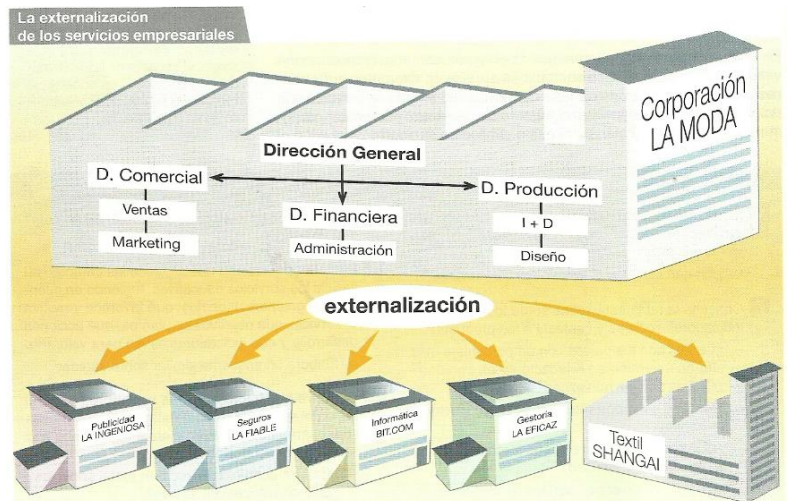 La externalización
de los servicios empresariales
Corporación
LA MODA
Dirección General
D. Comercial
D. Producción
Ventas
D. Financiera
I + D
Marketing
Administración
Diseño
externalización
Publicidad
LA INGENIOSA
Seguros
LA FIABLE
Informática
BIT.COM
Gestoría
LA EFICAZ
Textil
SHANGAI